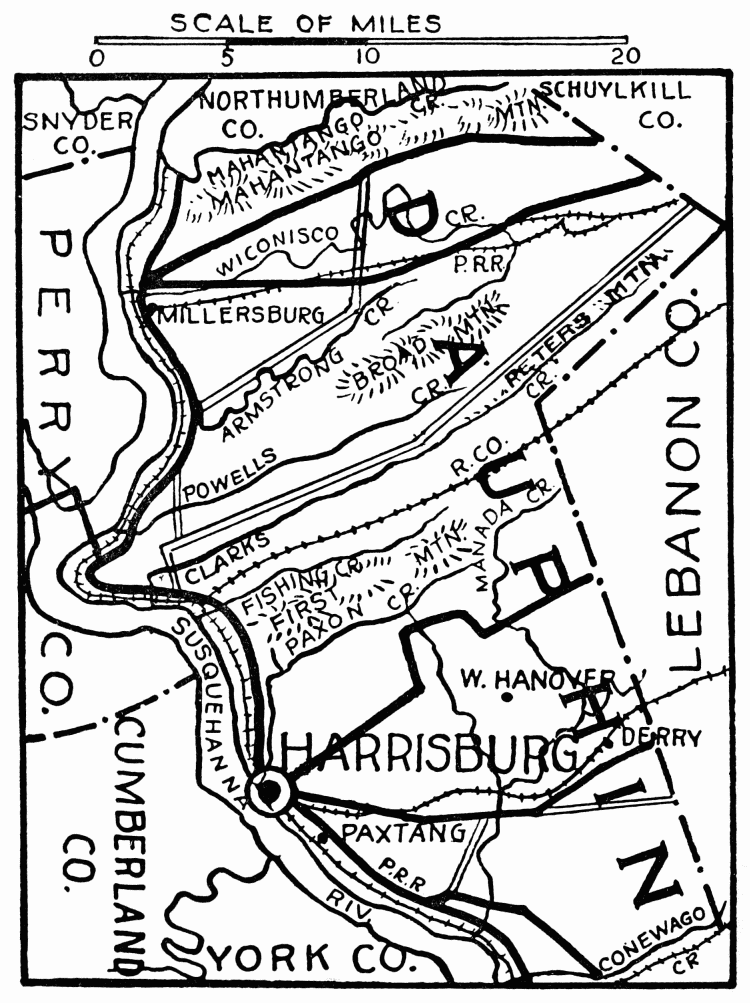 SCALE OF MILES
0 5 10 20
NORTHUMBERLAND
CO.
SCHUYLKILL
CO.
SNYDER
CO.
MAHANTANGO CR.
MAHANTANGO MTN.
PERRY
CO.
DAUPHIN
WICONISCO CR.
P.R.R.
MILLERSBURG
ARMSTRONG CR.
BROAD MTN.
PETERS MTN.
POWELLS CR.
CLARKS CR.
R.CO.
LEBANON CO.
FISHING CR.
FIRST MTN.
PAXON CR.
MANADA CR.
SUSQUEHANNA
RIV.
W. HANOVER
HARRISBURG
DERRY
CUMBERLAND
CO.
PAXTANG
P.R.R
YORK CO.
CONEWAGO
CR